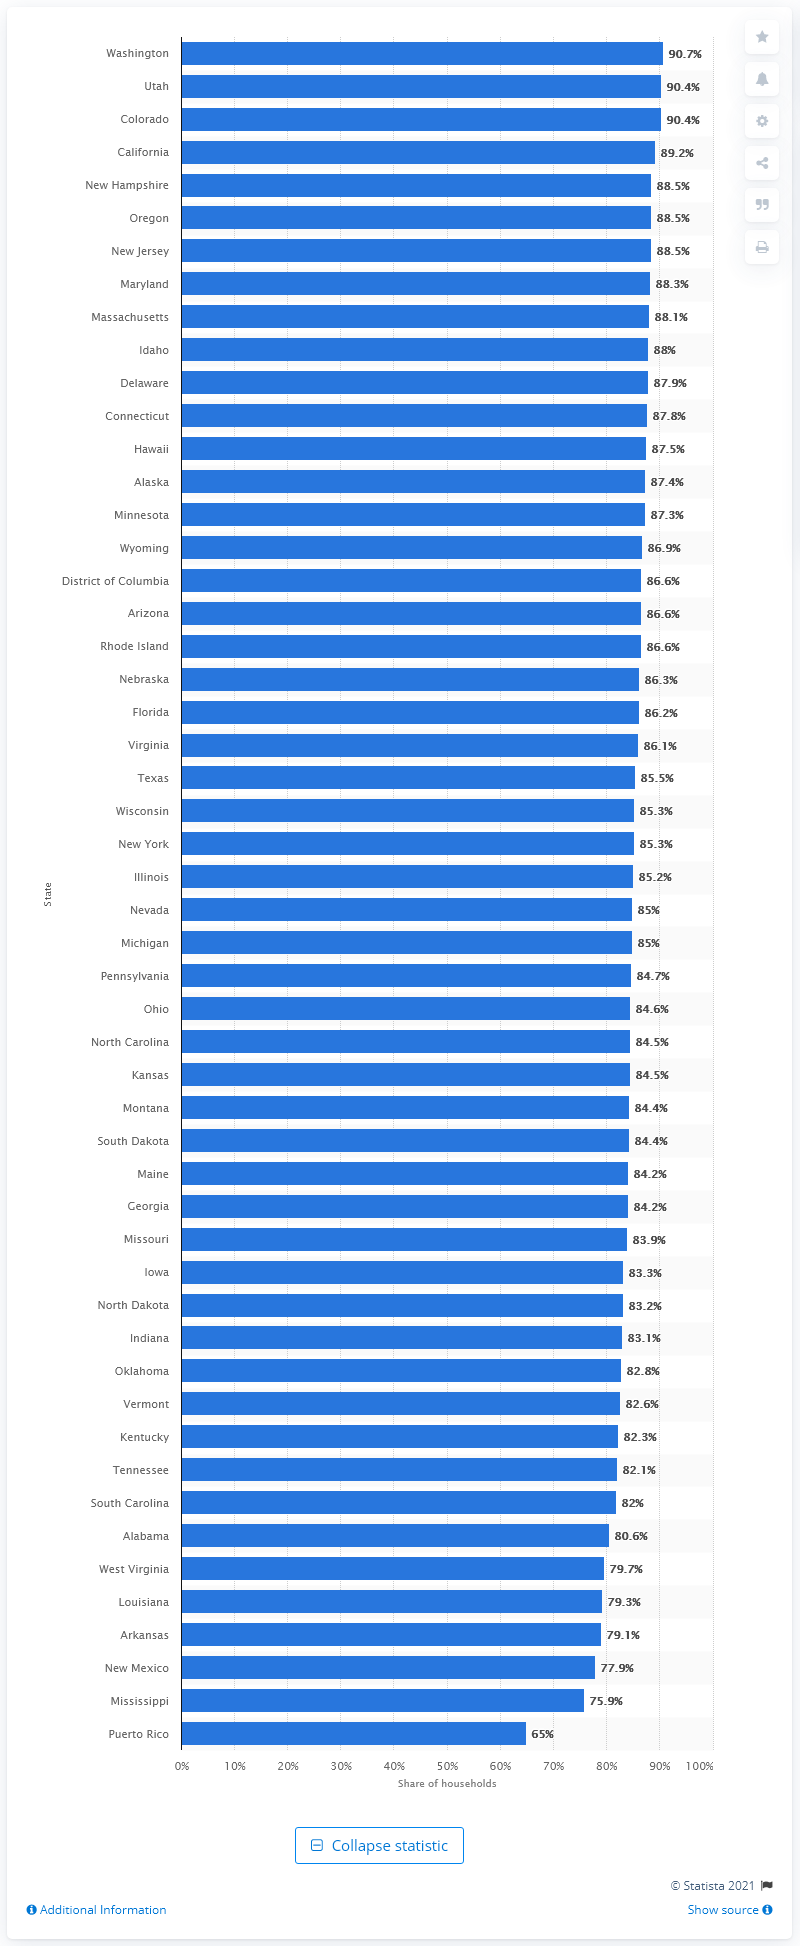 Washington 90.7%
Utah 90.4%
Colorado 90.4%
California 89.2%
New Hampshire 88.5%
Oregon 88.5%
New Jersey 88.5%
Maryland 88.3%
Massachusetts 88.1%
Idaho 88%
Delaware 87.9%
Connecticut 87.8%
Hawaii 87.5%
Alaska 87.4%
Minnesota 87.3%
Wyoming 86.9%
District of Columbia 86.6%
Arizona 86.6%
Rhode Island 86.6%
Nebraska 86.3%
Florida 86.2%
Virginia 86.1%
Texas 85.5%
Wisconsin 85.3%
New York 85.3%
Illinois 85.2%
State
Nevada 85%
Michigan 85%
Pennsylvania 84.7%
Ohio 84.6%
North Carolina 84.5%
Kansas 84.5%
Montana 84.4%
South Dakota 84.4%
Maine 84.2%
Georgia 84.2%
Missouri 83.9%
Iowa 83.3%
North Dakota 83.2%
Indiana 83.1%
Oklahoma 82.8%
Vermont 82.6%
Kentucky 82.3%
Tennessee 82.1%
South Carolina 82%
Alabama 80.6%
West Virginia 79.7%
Louisiana 79.3%
Arkansas 79.1%
New Mexico 77.9%
Mississippi 75.9%
Puerto Rico 65%
0% 10% 20% 30% 40% 50% 60% 70% 80% 90% 100%
Share of households
Collapse statistic
© Statista 2021
Additional Information Show source